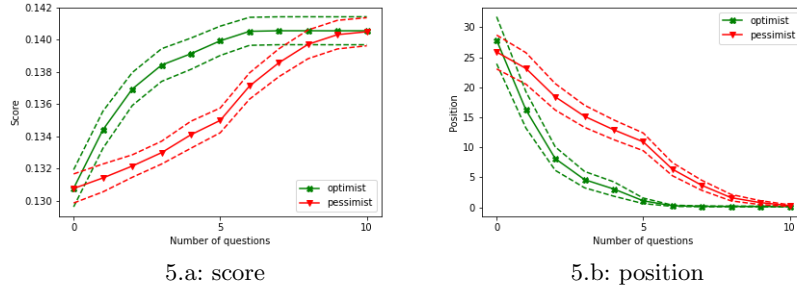 0.142
0.140
0.138
0.136
0.134
0.132
0.130
Score
0
5
10
Number of questions
optimist
pessimist
5.a: score
30
25
20
15
10
5
0
Position
0
5
10
Number of questions
optimist
pessimist
5.b: position